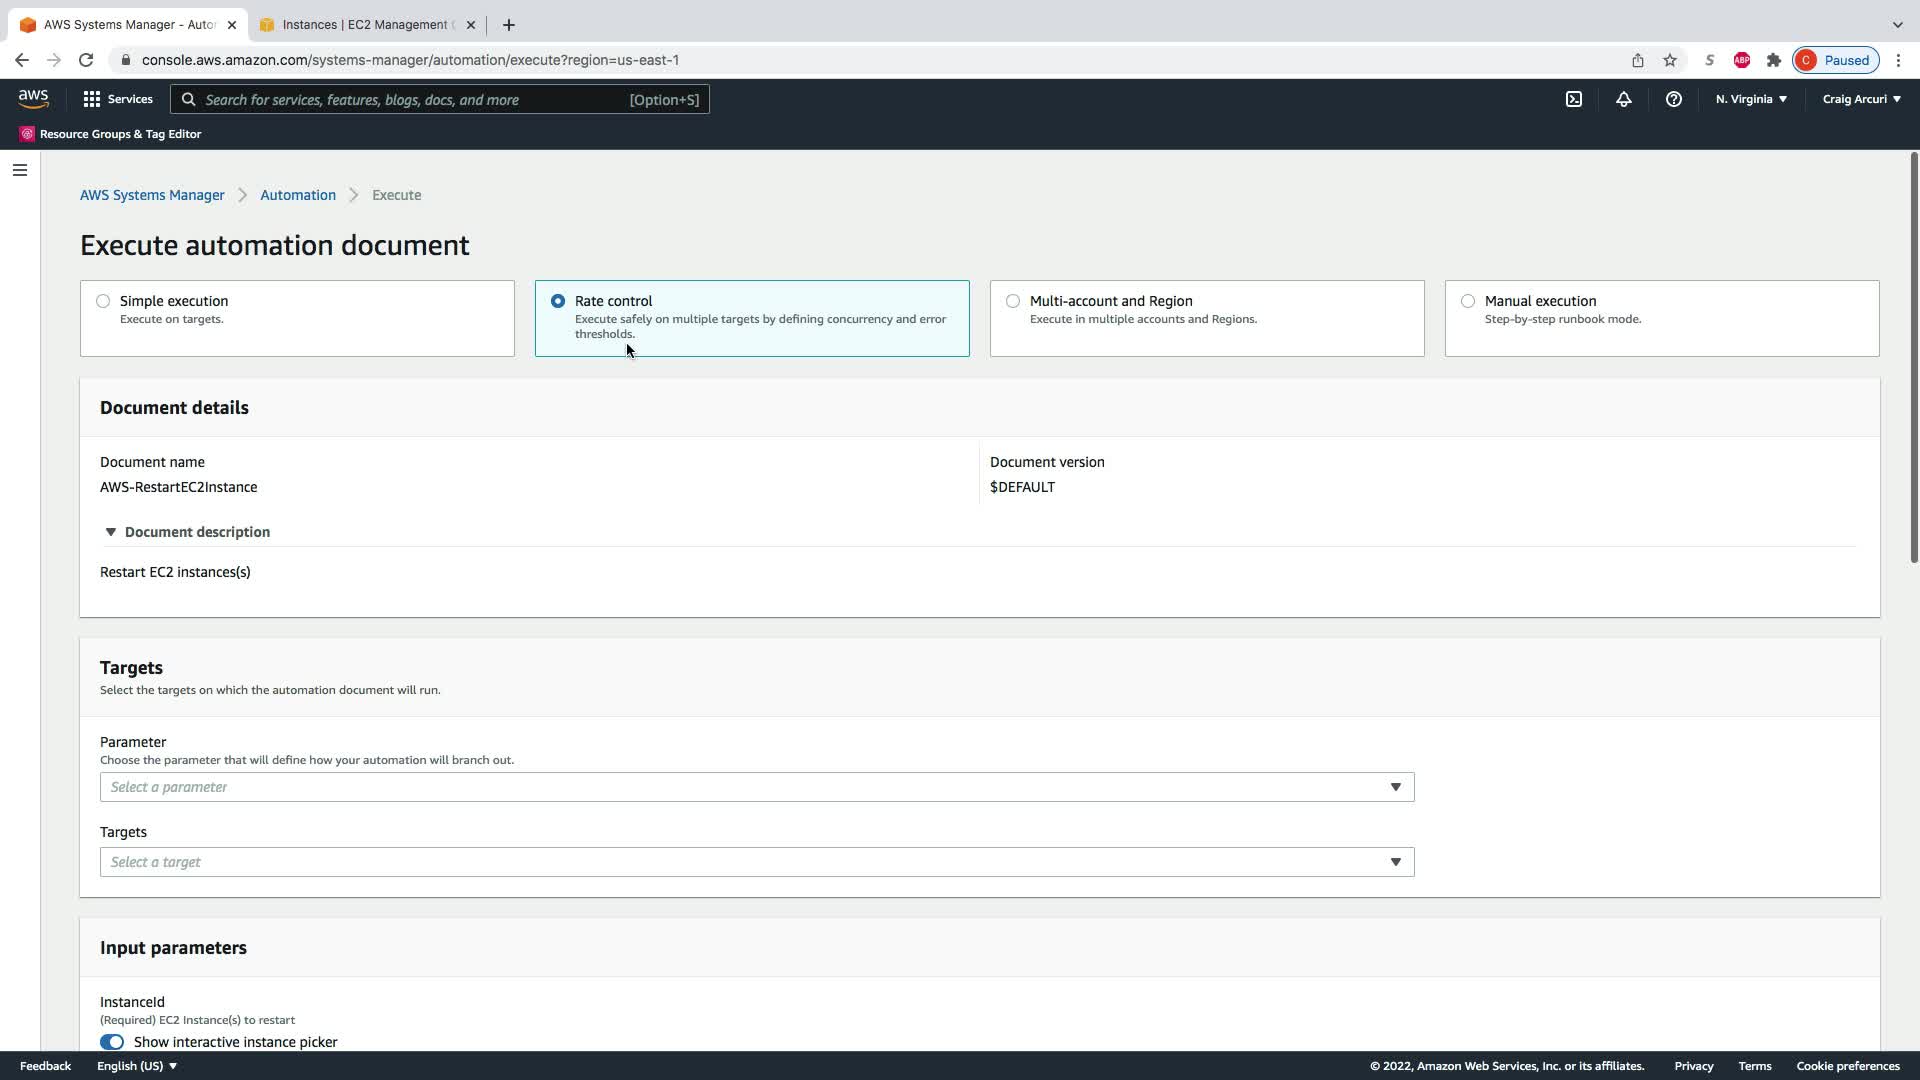 AWS Systems Manager - Autor
Instances | EC2 Management C
console.aws.amazon.com/systems-manager/automation/execute?region=us-east-1
S
ABP
C
Paused
aws
Services
Search for services, features, blogs, docs, and more
[Option+S]
N. Virginia
Craig Arcuri
Resource Groups & Tag Editor
AWS Systems Manager
Automation
Execute
Execute automation document
Simple execution
Execute on targets.
Rate control
Execute safely on multiple targets by defining concurrency and error
thresholds.
Multi-account and Region
Execute in multiple accounts and Regions.
Manual execution
Step-by-step runbook mode.
Document details
Document name
AWS-RestartEC2Instance
Document version
$DEFAULT
Document description
Restart EC2 instances(s)
Targets
Select the targets on which the automation document will run.
Parameter
Choose the parameter that will define how your automation will branch out.
Select a parameter
Targets
Select a target
Input parameters
InstanceId
(Required) EC2 Instance(s) to restart
Show interactive instance picker
Feedback
English (US)
© 2022, Amazon Web Services, Inc. or its affiliates.
Privacy
Terms
Cookie preferences